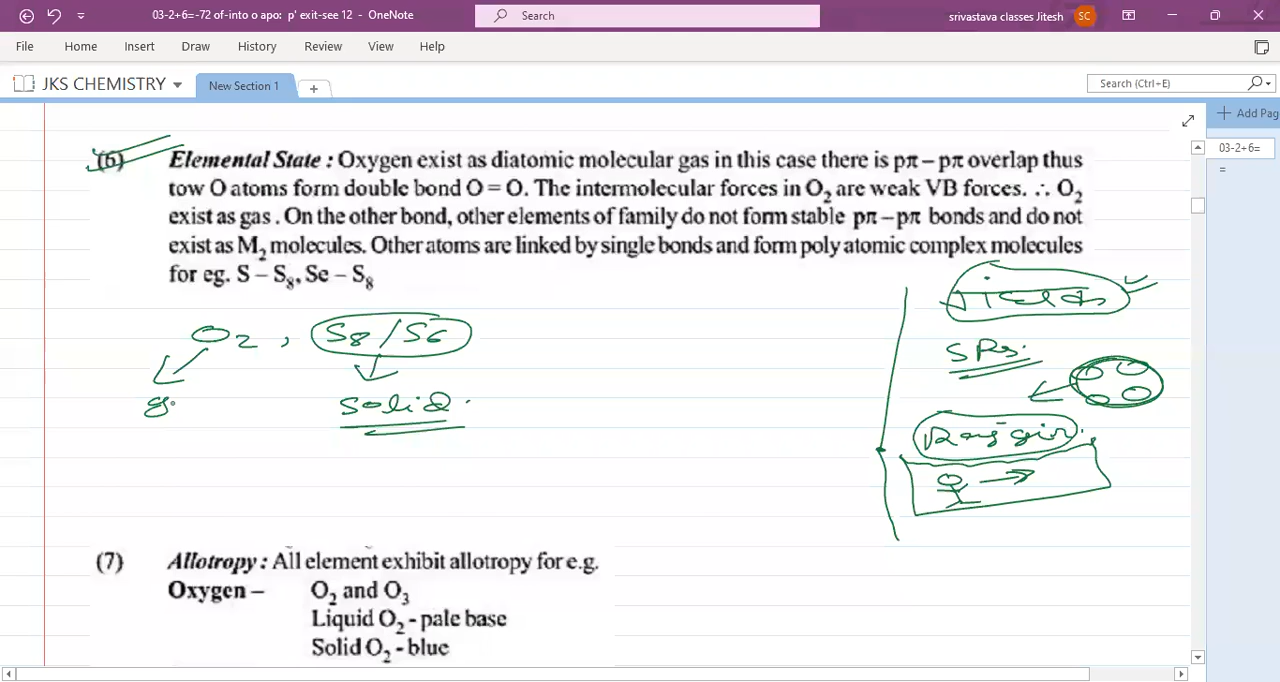 03-2+6=-72 of-into o apo: p' exit-see 12 - OneNote
Search
srivastava classes Jitesh
SC
File Home Insert Draw History Review View Help
JKS CHEMISTRY
New Section 1
+
Search (Ctrl+E)
Add Pag
03-2+6=
=
(6) Elemental State : Oxygen exist as diatomic molecular gas in this case there is pπ – pπ overlap thus
tow O atoms form double bond O = O. The intermolecular forces in O₂ are weak VB forces. ∴ O₂
exist as gas . On the other bond, other elements of family do not form stable pπ – pπ bonds and do not
exist as M₂ molecules. Other atoms are linked by single bonds and form poly atomic complex molecules
for eg. S – S₈, Se – S₈
O₂ , S₈/S₆
solid
(7) Allotropy : All element exhibit allotropy for e.g.
Oxygen – O₂ and O₃
Liquid O₂ - pale base
Solid O₂ - blue